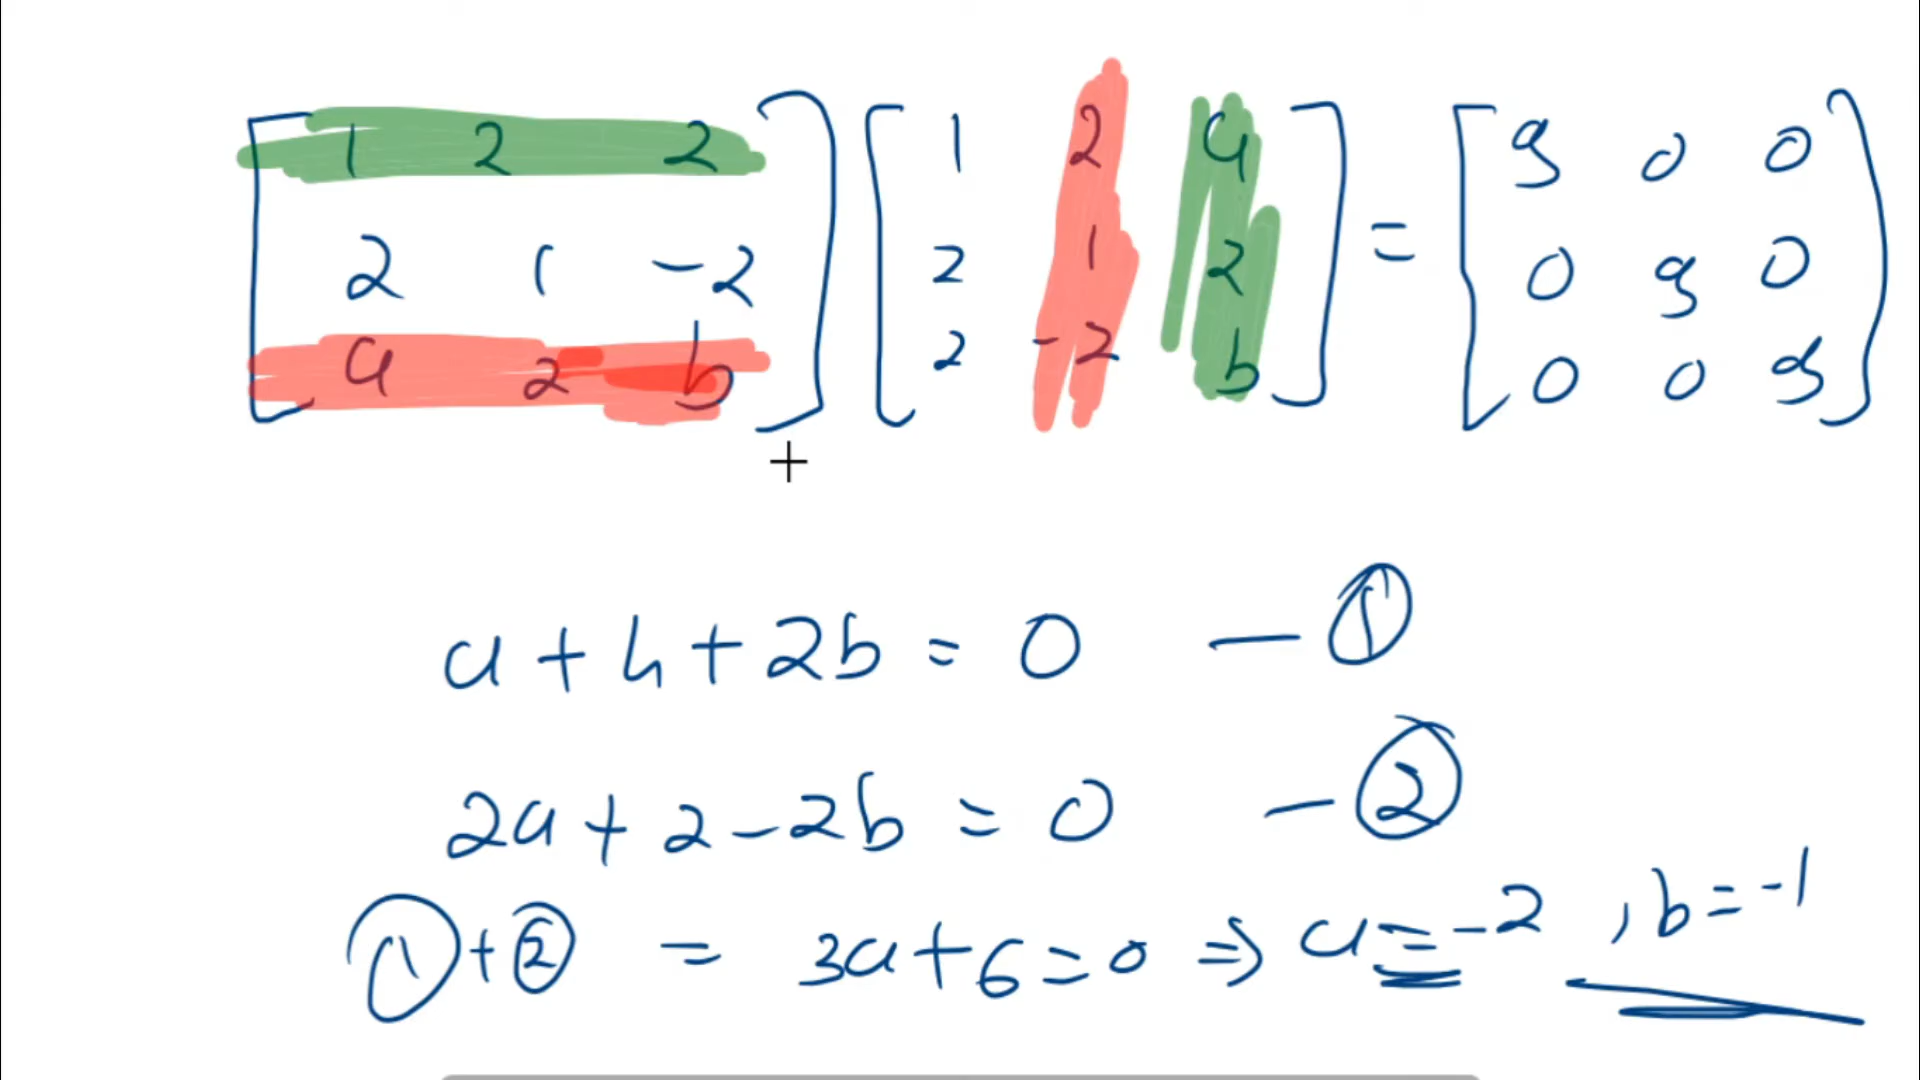 [1 2 2] [1 2 a] = [9 0 0]
[2 1 -2] [2 1 2] [0 9 0]
[a 2 b] [2 -2 b] [0 0 9]
a + 4 + 2b = 0 — ①
2a + 2 - 2b = 0 — ②
① + ② = 3a + 6 = 0 ⇒ a = -2 , b = -1